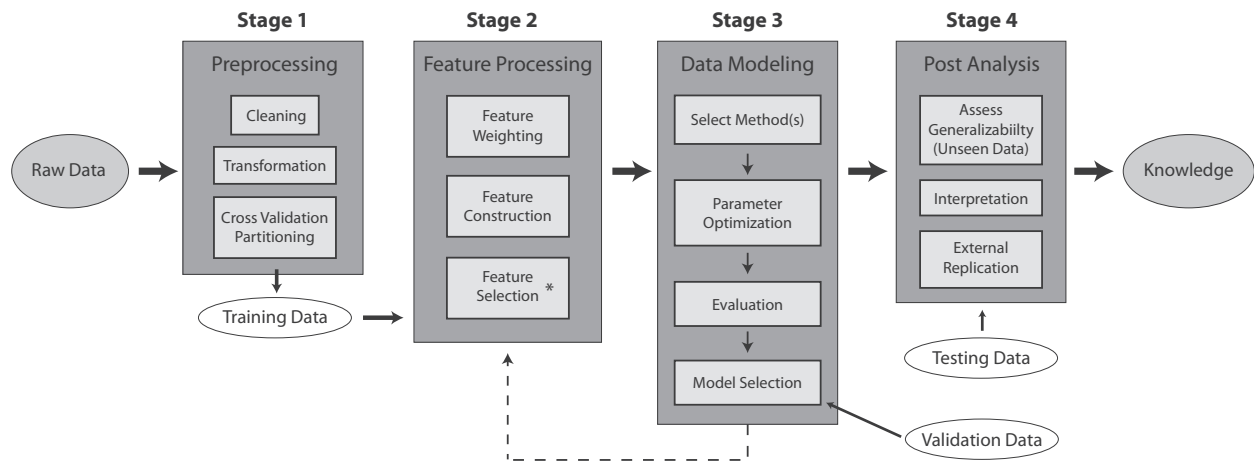 Stage 1
Stage 2
Stage 3
Stage 4
Raw Data
Preprocessing
Cleaning
Transformation
Cross Validation
Partitioning
Training Data
Feature Processing
Feature
Weighting
Feature
Construction
Feature
Selection *
Data Modeling
Select Method(s)
Parameter
Optimization
Evaluation
Model Selection
Validation Data
Post Analysis
Assess
Generalizabiilty
(Unseen Data)
Interpretation
External
Replication
Testing Data
Knowledge